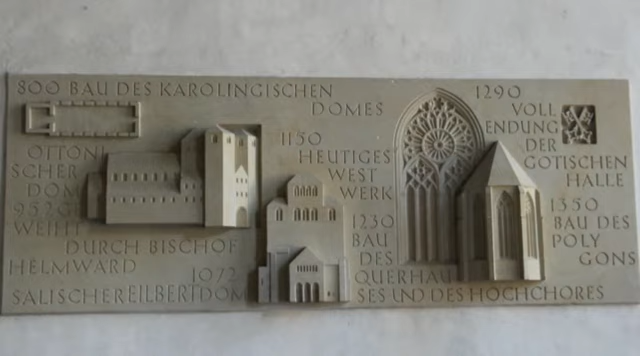 800 BAU DES KAROLINGISCHEN
DOMES
OTTONI
SCHER
DOM
952GE
WEIHT
DURCH BISCHOF
HELMWARD
1072
SALISCHER EILBERTDOM
1150
HEUTIGES
WEST
WERK
1230
BAU
DES
QUERHAU
SES UND DES HOCHCHORES
1290
VOLL
ENDUNG
DER
GOTISCHEN
HALLE
1350
BAU DES
POLY
GONS